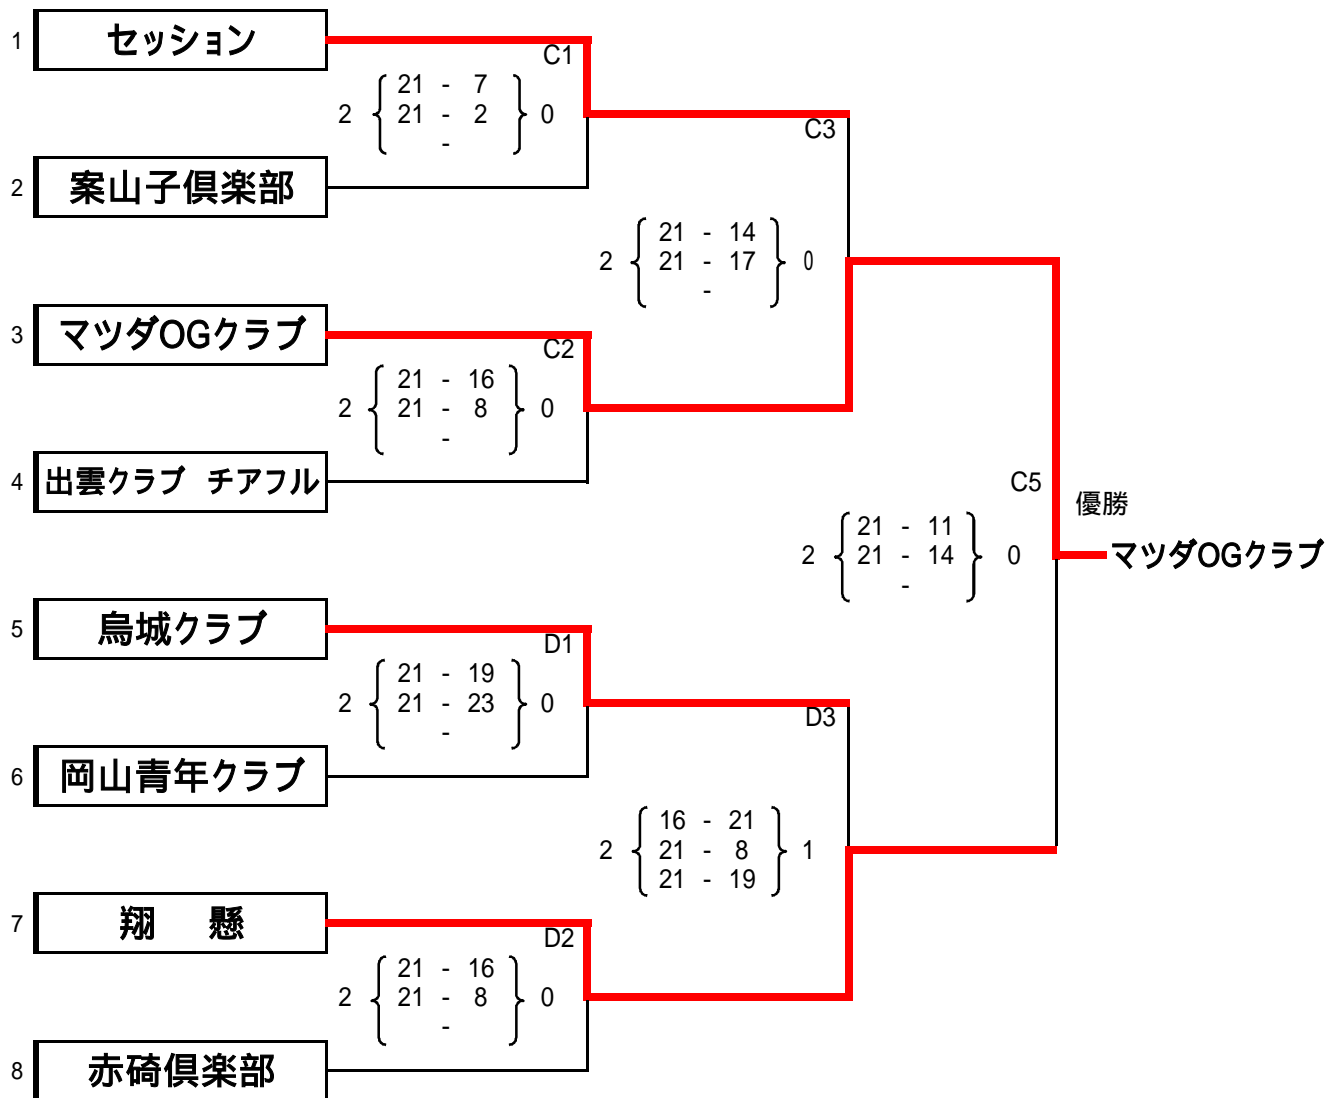 1 セッション
C1
21 - 7
2 21 - 2 0
-
C3
2 案山子倶楽部
21 - 14
2 21 - 17 0
-
3 マツダOGクラブ
C2
21 - 16
2 21 - 8 0
-
4 出雲クラブ チアフル
C5
優勝
21 - 11
2 21 - 14 0
-
マツダOGクラブ
5 烏城クラブ
D1
21 - 19
2 21 - 23 0
-
D3
6 岡山青年クラブ
16 - 21
2 21 - 8 1
21 - 19
7 翔 懸
D2
21 - 16
2 21 - 8 0
-
8 赤碕倶楽部